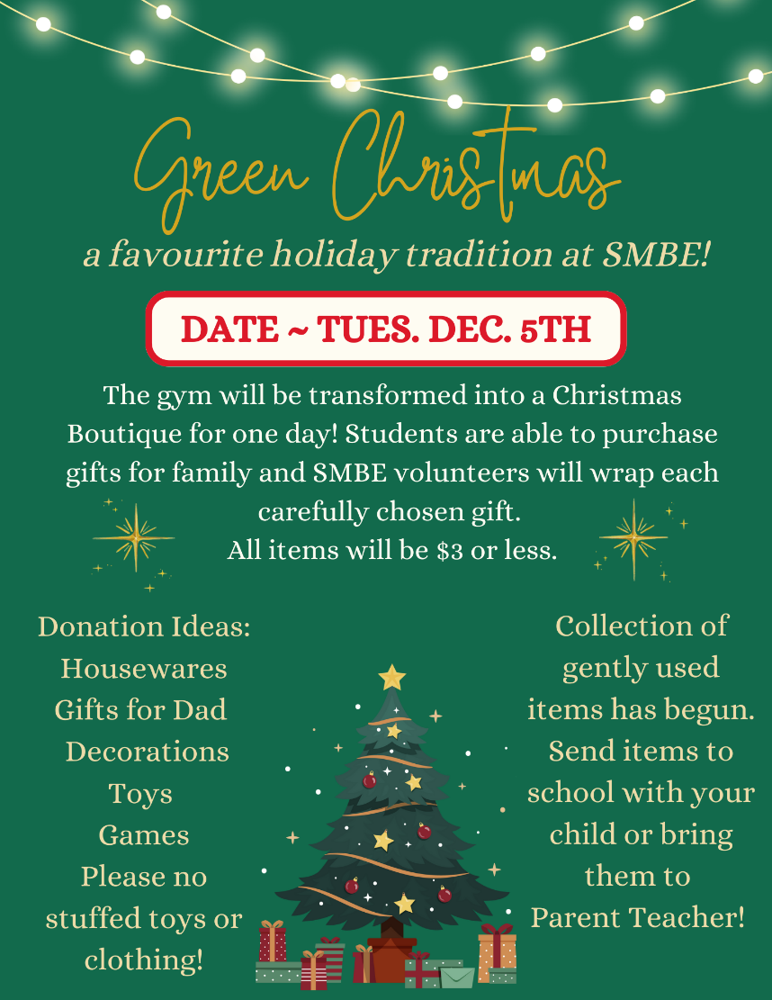 Green Christmas
a favourite holiday tradition at SMBE!
DATE ~ TUES. DEC. 5TH
The gym will be transformed into a Christmas
Boutique for one day! Students are able to purchase
gifts for family and SMBE volunteers will wrap each
carefully chosen gift.
All items will be $3 or less.
Donation Ideas:
Housewares
Gifts for Dad
Decorations
Toys
Games
Please no
stuffed toys or
clothing!
Collection of
gently used
items has begun.
Send items to
school with your
child or bring
them to
Parent Teacher!